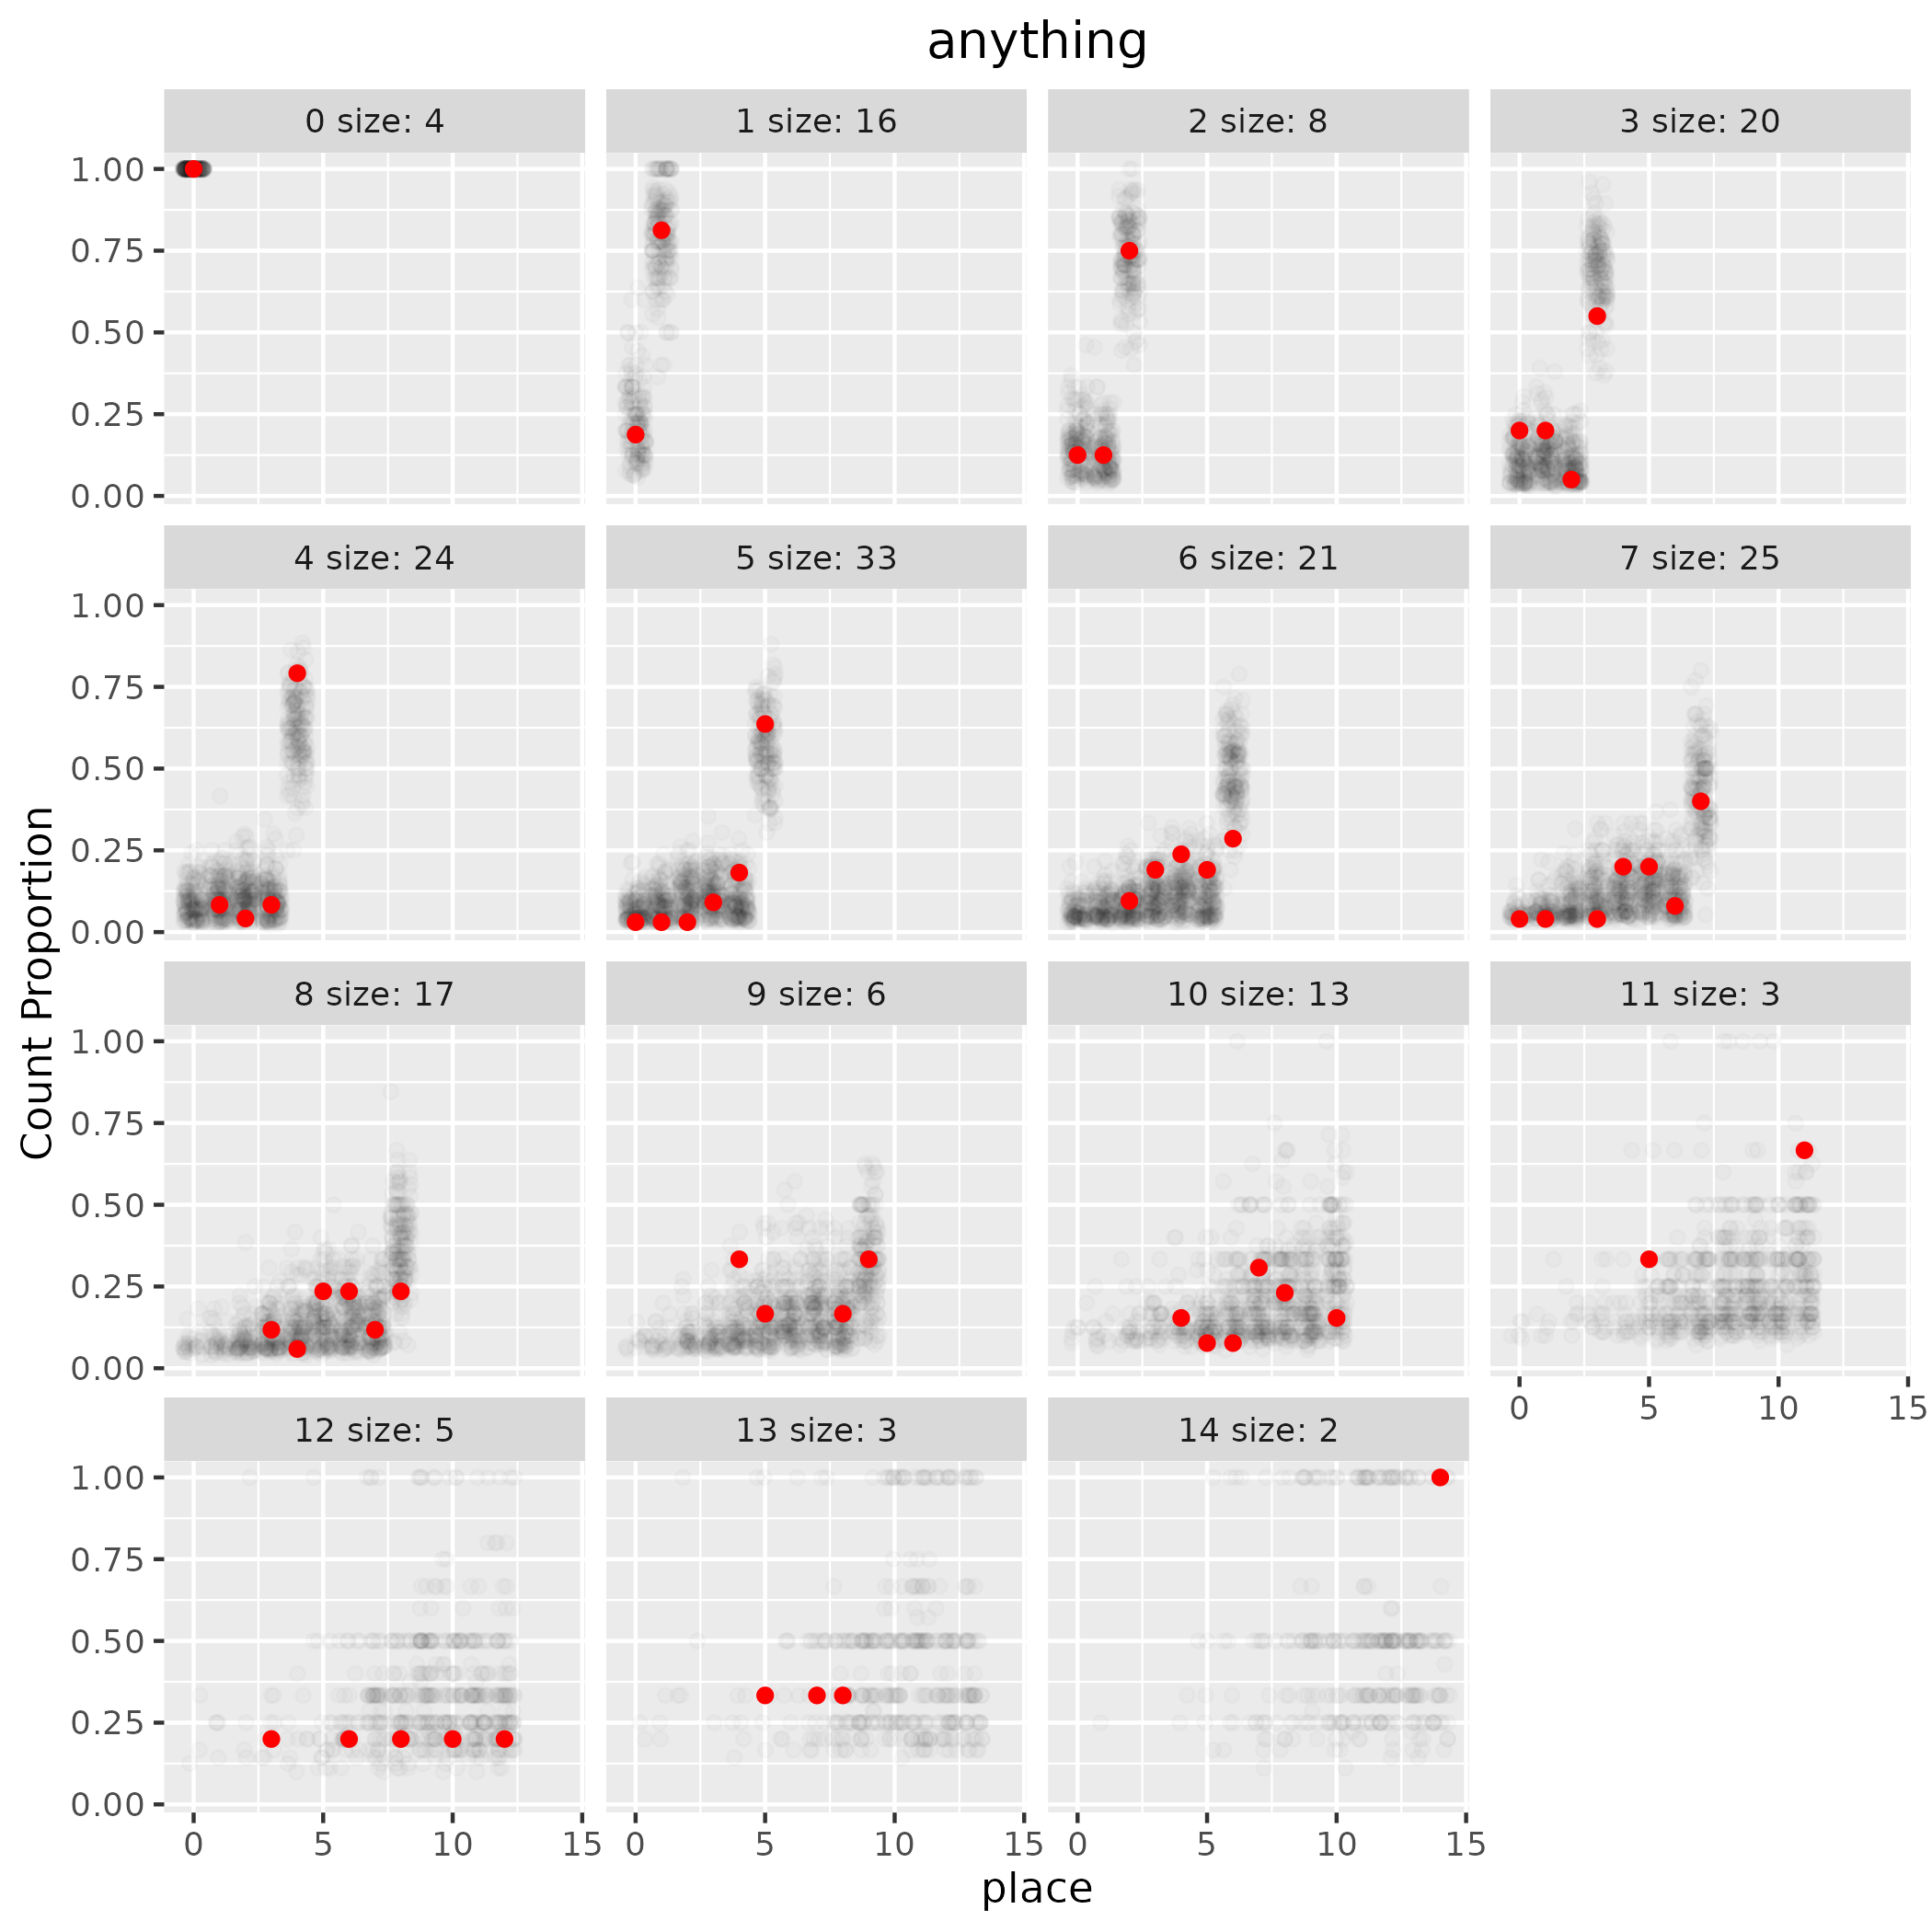 anything
0 size: 4
1 size: 16
2 size: 8
3 size: 20
1.00
0.75
0.50
0.25
0.00
4 size: 24
5 size: 33
6 size: 21
7 size: 25
1.00
0.75
0.50
0.25
0.00
8 size: 17
9 size: 6
10 size: 13
11 size: 3
1.00
0.75
0.50
0.25
0.00
0 5 10 15
12 size: 5
13 size: 3
14 size: 2
1.00
0.75
0.50
0.25
0.00
0 5 10 15
0 5 10 15
0 5 10 15
Count Proportion
place